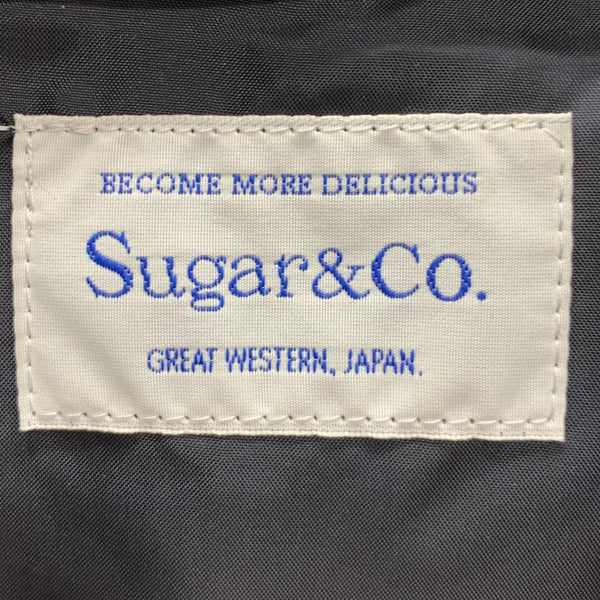 BECOME MORE DELICIOUS
Sugar&Co.
GREAT WESTERN, JAPAN.